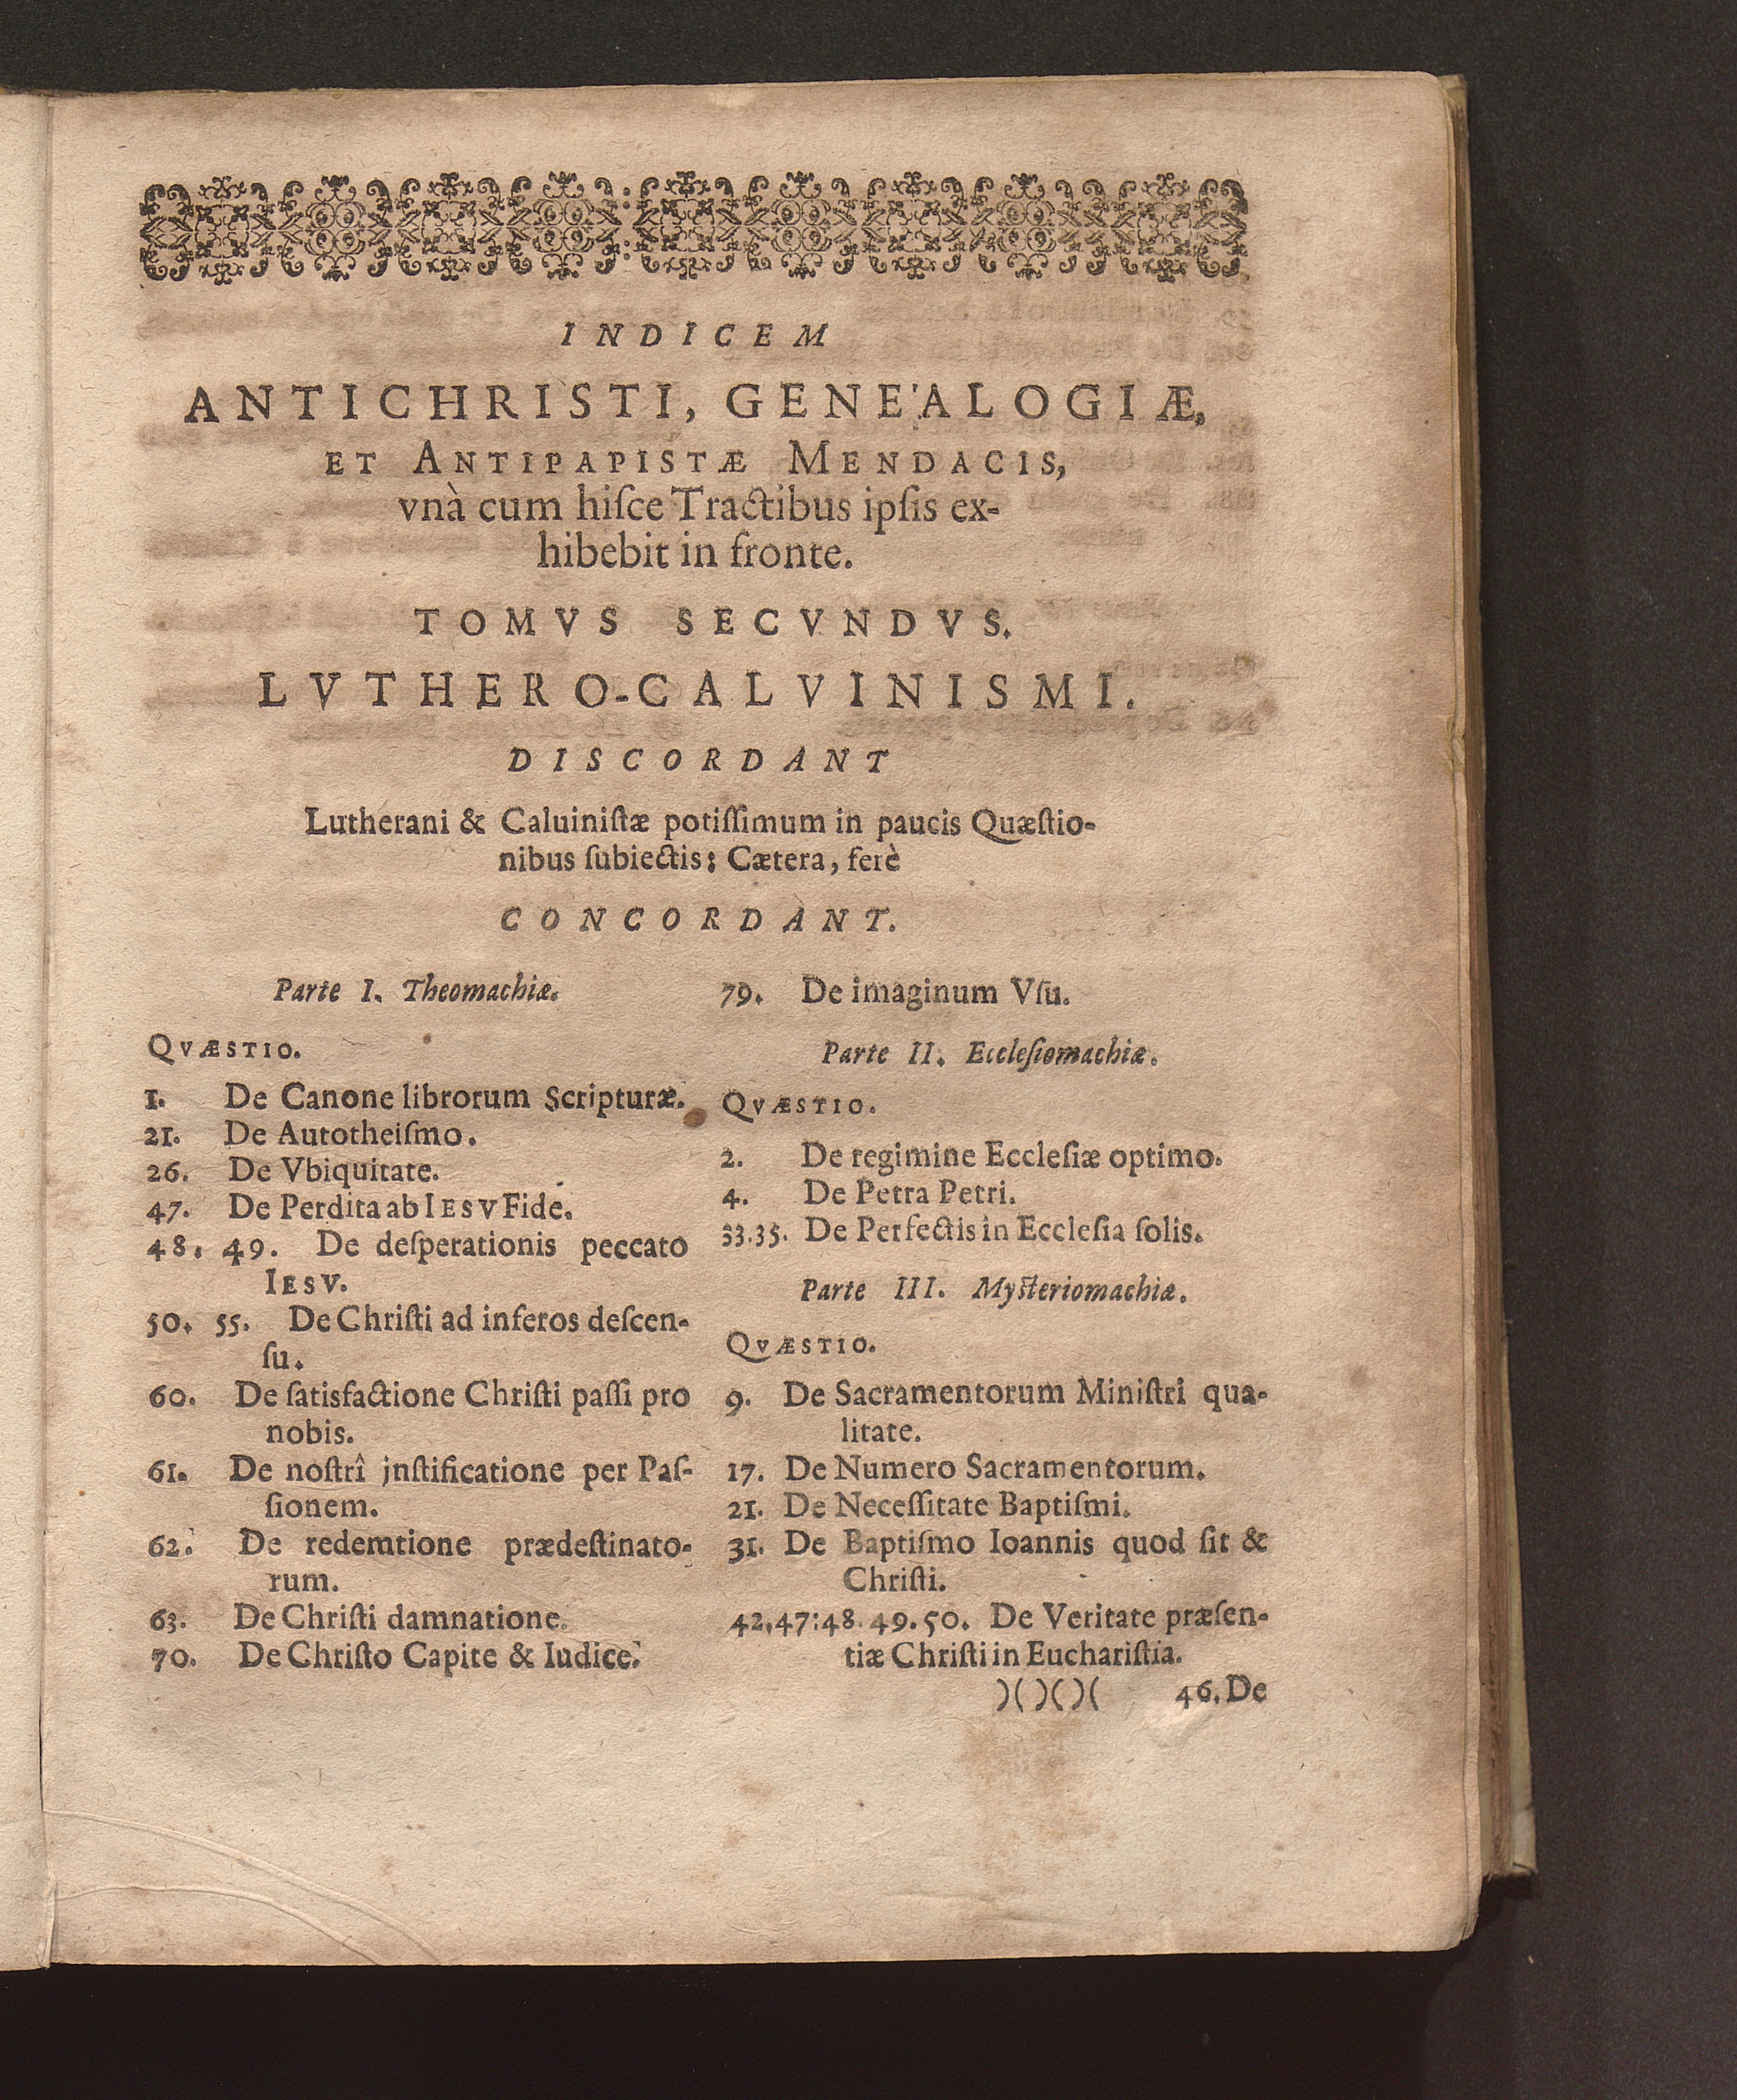 INDICEM
ANTICHRISTI, GENEALOGIÆ,
ET ANTIPAPISTÆ MENDACIS,
vnà cum hiſce Tractibus ipſis ex-
hibebit in fronte.
TOMVS SECVNDVS.
LVTHERO-CALVINISMI.
DISCORDANT
Lutherani & Caluiniſtæ potiſſimum in paucis Quæſtio-
nibus ſubiectis; Cætera, ferè
CONCORDANT.
Parte I. Theomachiæ.
QVÆSTIO.
1. De Canone librorum Scripturæ.
21. De Autotheiſmo.
26. De Vbiquitate.
47. De Perdita ab IESV Fide.
48. 49. De deſperationis peccato
IESV.
50. 55. De Chriſti ad inferos deſcen-
ſu.
60. De ſatisfactione Chriſti paſſi pro
nobis.
61. De noſtrî jnſtificatione per Paſ-
ſionem.
62. De redemtione prædeſtinato-
rum.
63. De Chriſti damnatione.
70. De Chriſto Capite & Iudice.
79. De imaginum Vſu.
Parte II. Eccleſiomachiæ.
QVÆSTIO.
2. De regimine Eccleſiæ optimo.
4. De Petra Petri.
33.35. De Perfectis in Eccleſia ſolis.
Parte III. Myſteriomachiæ.
QVÆSTIO.
9. De Sacramentorum Miniſtri qua-
litate.
17. De Numero Sacramentorum.
21. De Neceſſitate Baptiſmi.
31. De Baptiſmo Ioannis quod ſit &
Chriſti.
42.47:48.49.50. De Veritate præſen-
tiæ Chriſti in Euchariſtia.
)()()( 46. De